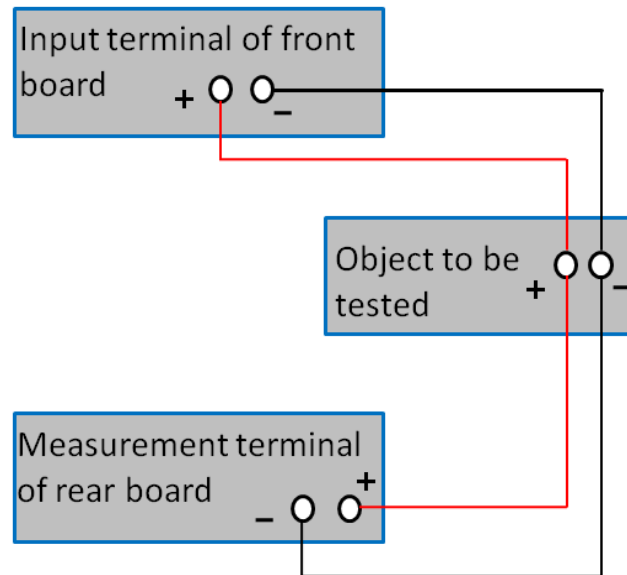 Input terminal of front
board
+
−
Object to be
tested
+
−
Measurement terminal
of rear board
+
−